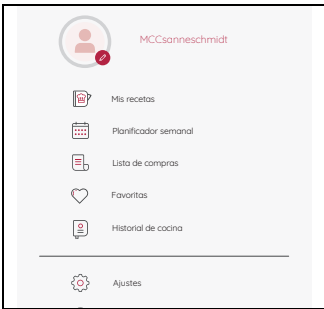 MCCsanneschmidt
Mis recetas
Planificador semanal
Lista de compras
Favoritas
Historial de cocina
Ajustes